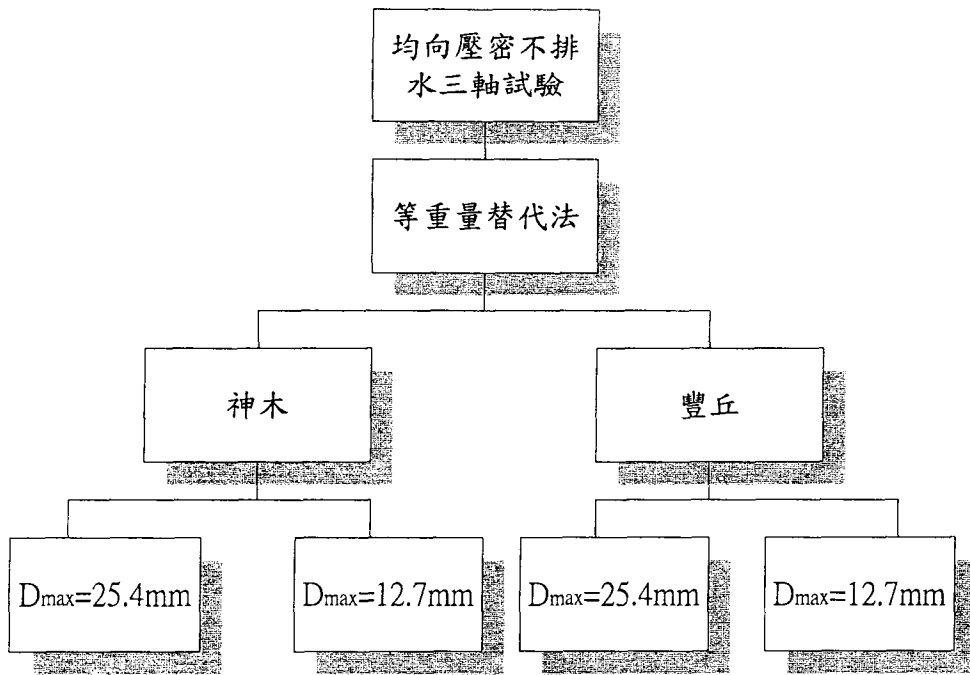 均向壓密不排
水三軸試驗
等重量替代法
神木
豐丘
Dmax=25.4mm
Dmax=12.7mm
Dmax=25.4mm
Dmax=12.7mm